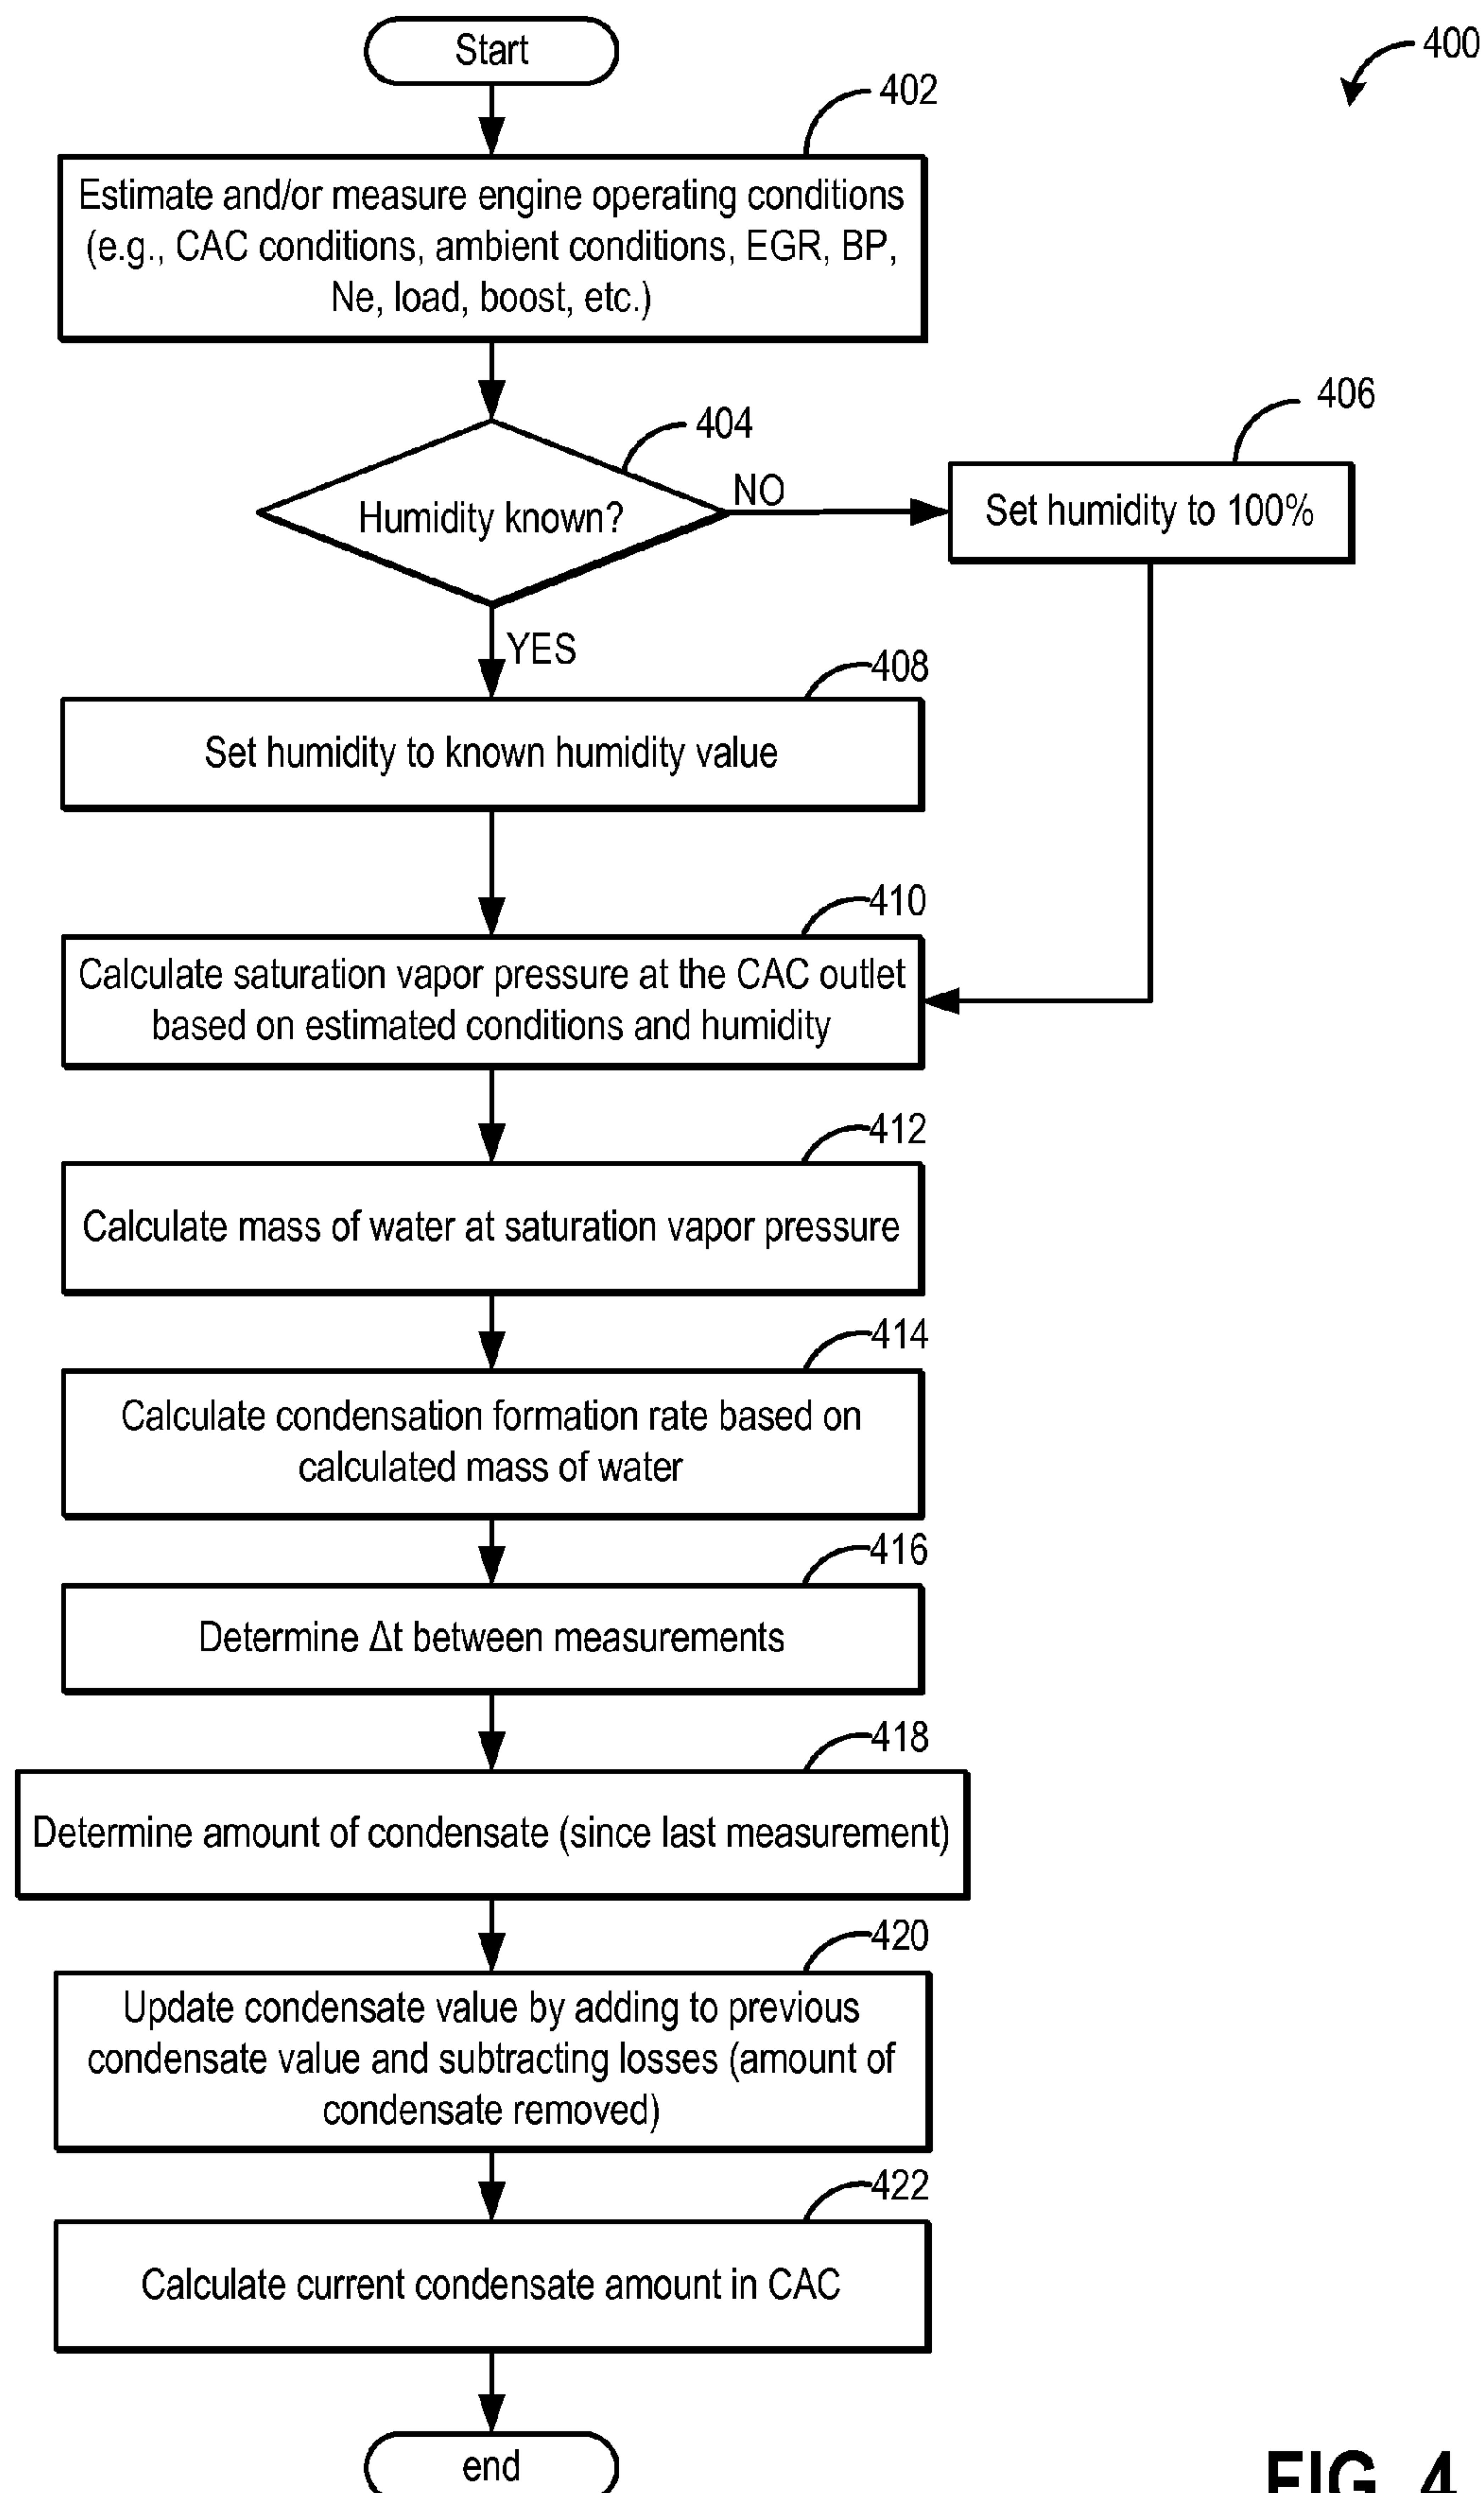 Start
400
402
Estimate and/or measure engine operating conditions
(e.g., CAC conditions, ambient conditions, EGR, BP,
Ne, load, boost, etc.)
404
Humidity known?
NO
406
Set humidity to 100%
YES
408
Set humidity to known humidity value
410
Calculate saturation vapor pressure at the CAC outlet
based on estimated conditions and humidity
412
Calculate mass of water at saturation vapor pressure
414
Calculate condensation formation rate based on
calculated mass of water
416
Determine Δt between measurements
418
Determine amount of condensate (since last measurement)
420
Update condensate value by adding to previous
condensate value and subtracting losses (amount of
condensate removed)
422
Calculate current condensate amount in CAC
end
FIG. 4